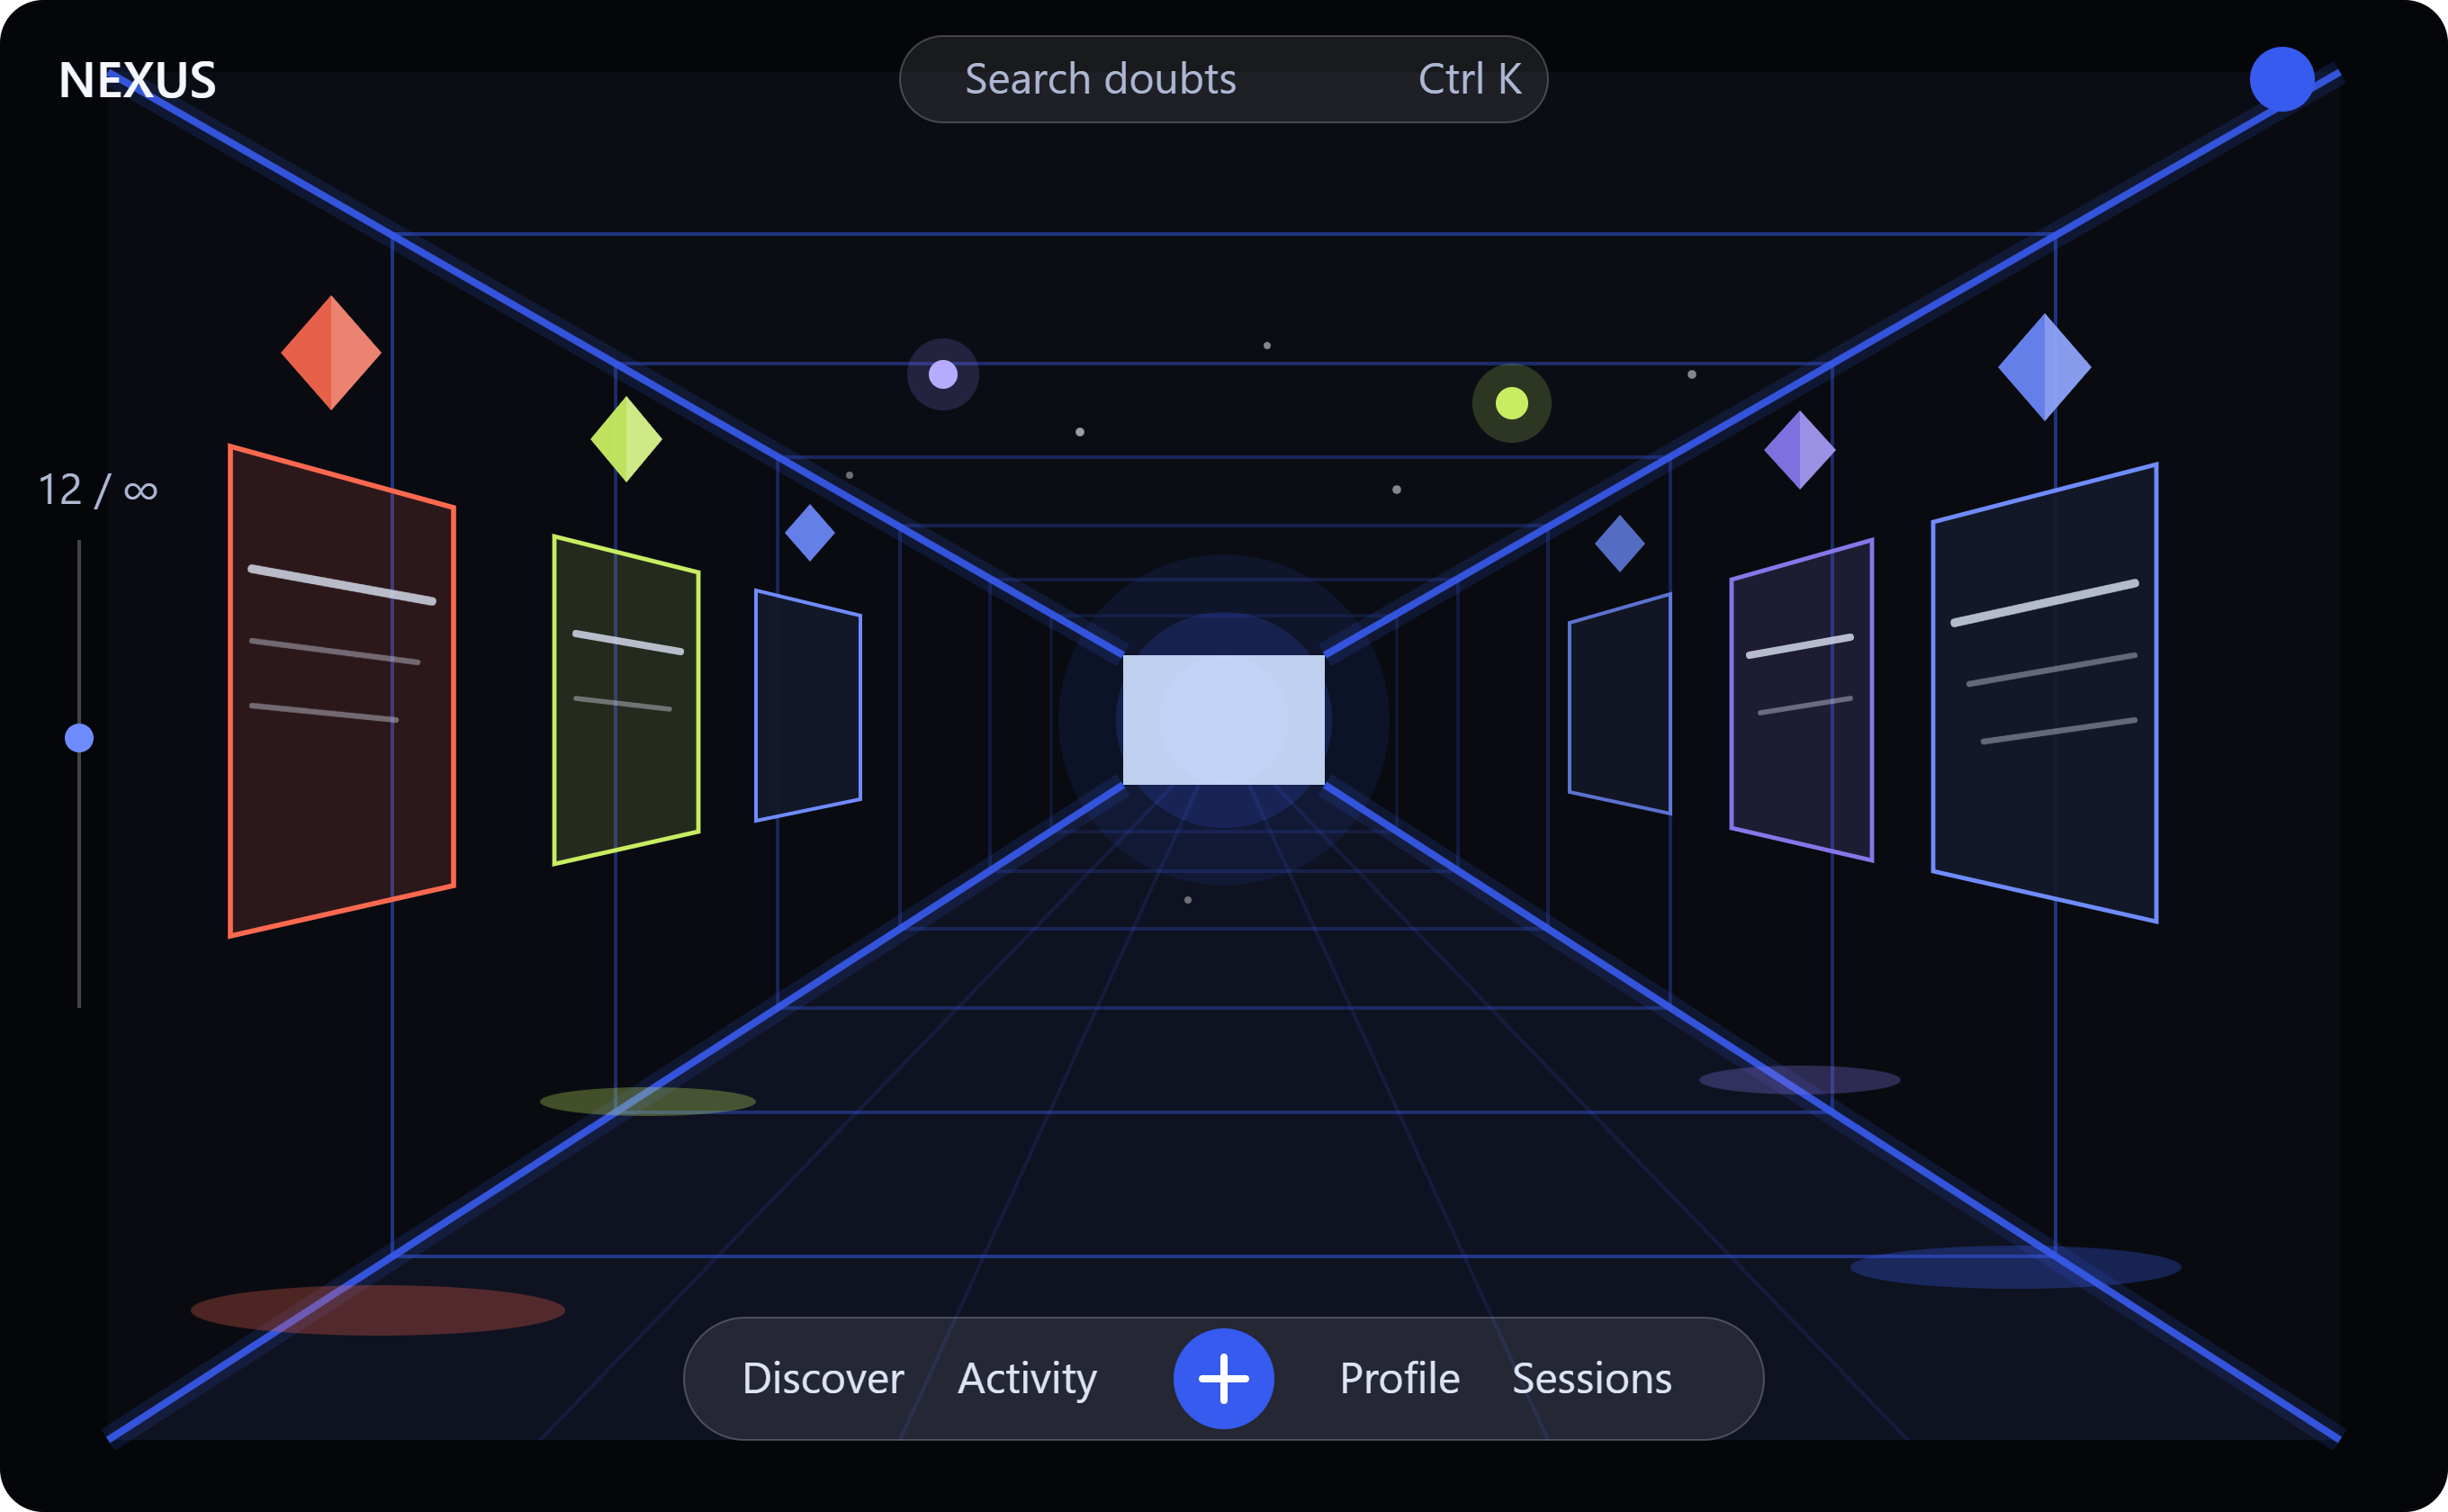 NEXUS
Search doubts Ctrl K
12 / ∞
Discover Activity Profile Sessions